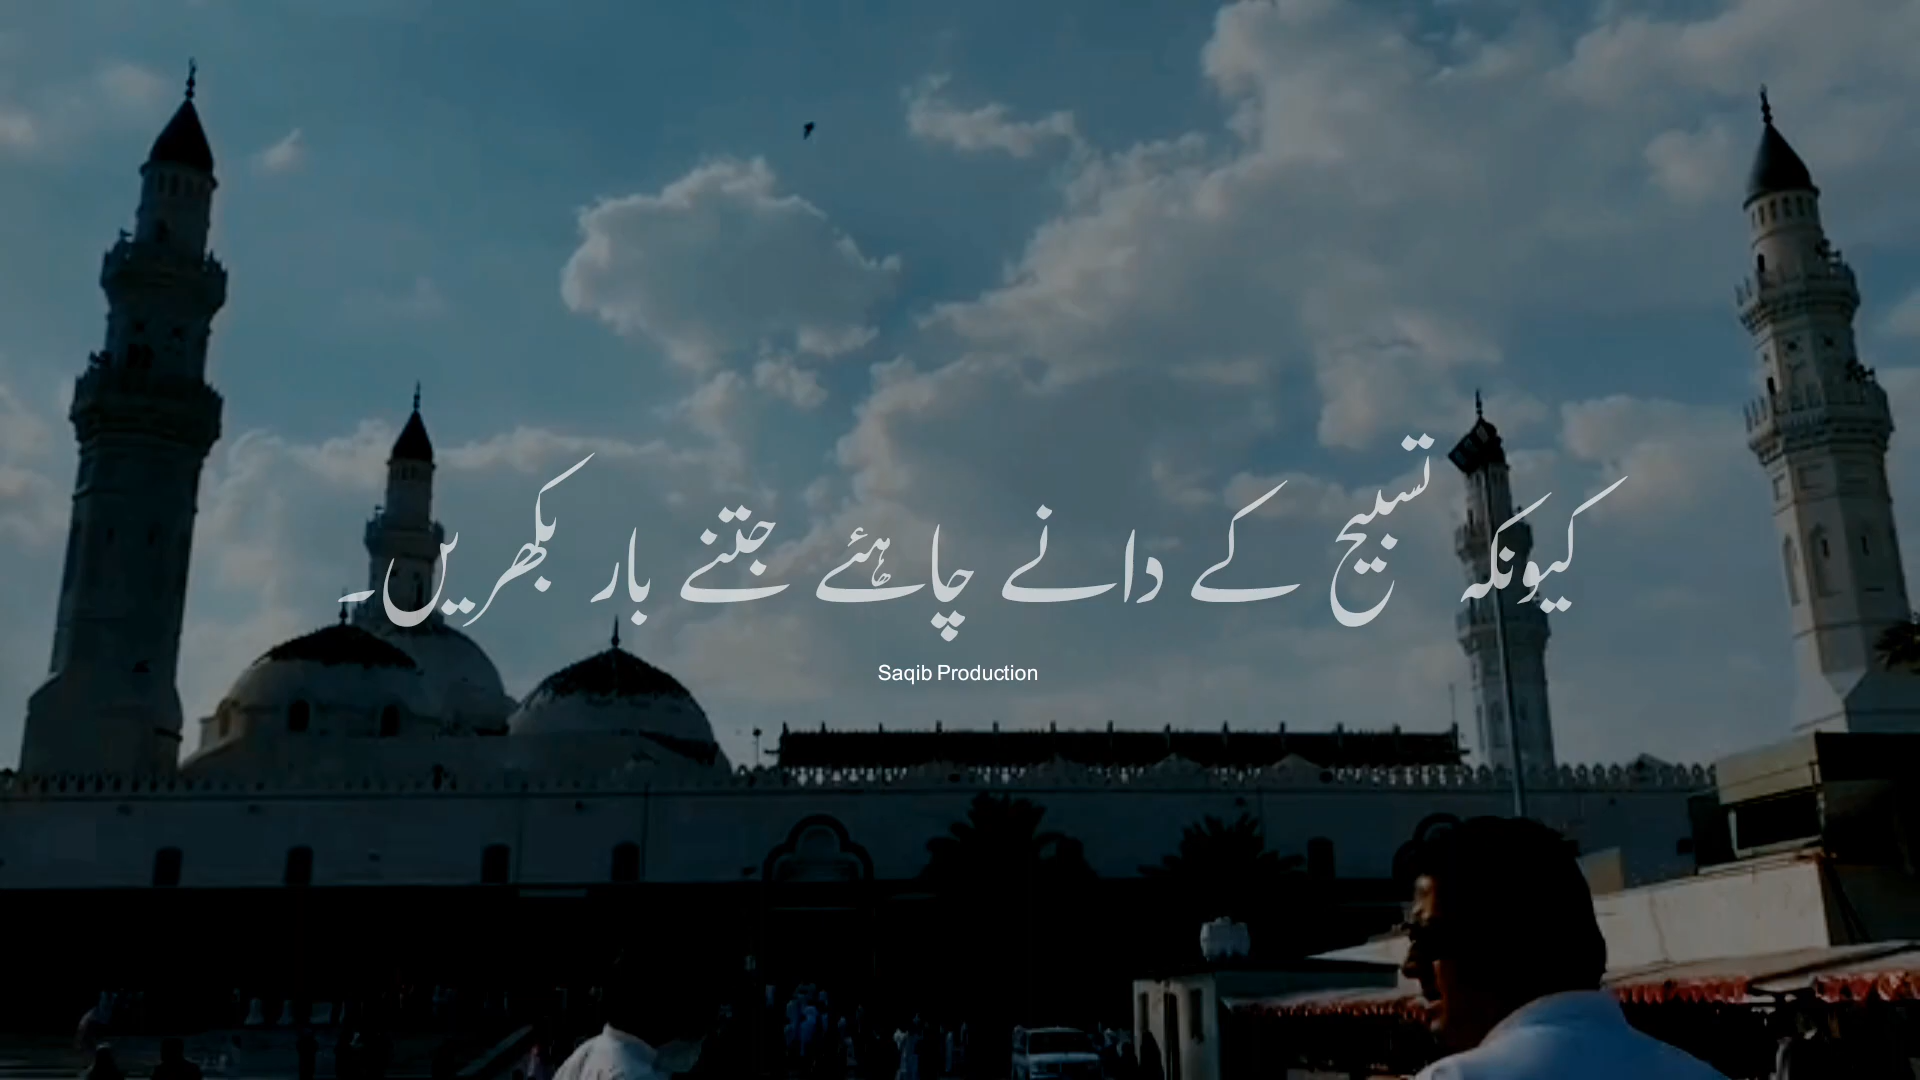 کیونکہ تسبیح کے دانے چاہئے جتنے بار بکھریں۔
Saqib Production